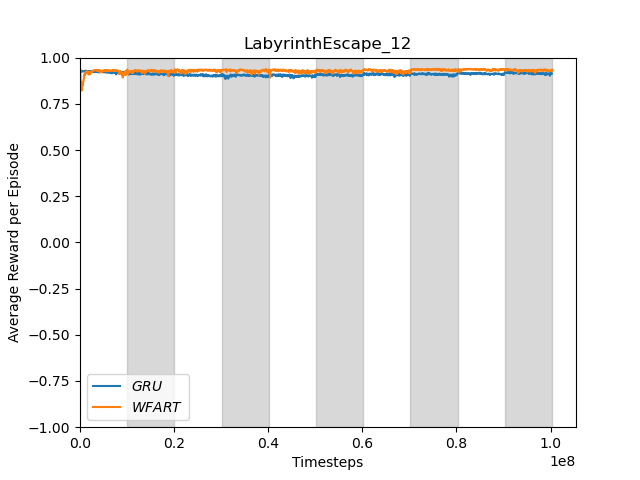 LabyrinthEscape_12
Average Reward per Episode
1.00
0.75
0.50
0.25
0.00
−0.25
−0.50
−0.75
−1.00
GRU
WFART
0.0 0.2 0.4 0.6 0.8 1.0
1e8
Timesteps